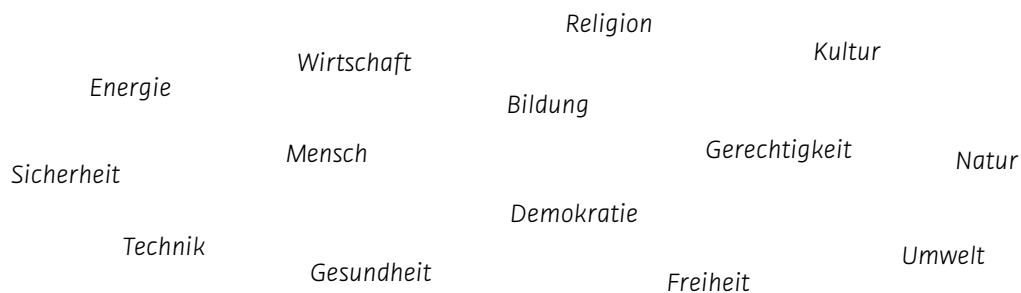 Religion
Kultur
Wirtschaft
Energie
Bildung
Mensch
Gerechtigkeit
Natur
Sicherheit
Demokratie
Technik
Umwelt
Gesundheit
Freiheit